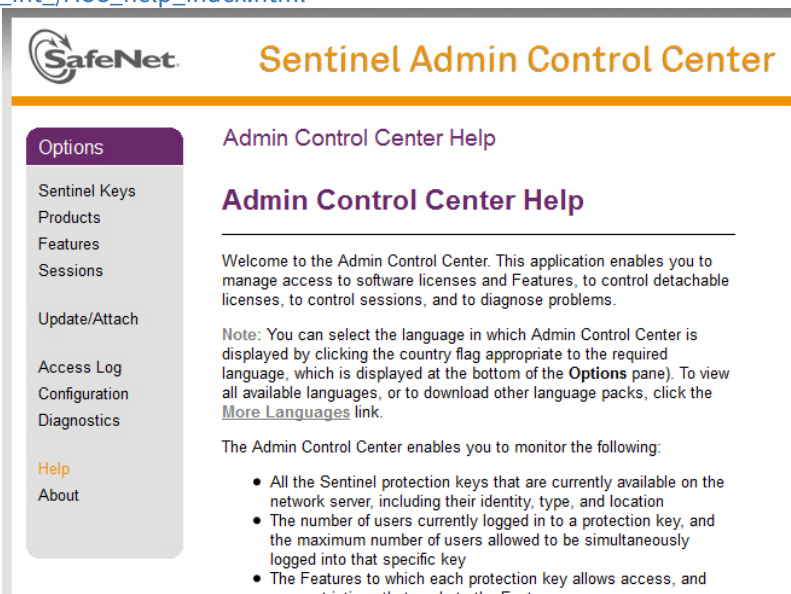 _int_/ACC_help_index.html
SafeNet.
Sentinel Admin Control Center
Options
Sentinel Keys
Products
Features
Sessions
Update/Attach
Access Log
Configuration
Diagnostics
Help
About
Admin Control Center Help
Admin Control Center Help
Welcome to the Admin Control Center. This application enables you to
manage access to software licenses and Features, to control detachable
licenses, to control sessions, and to diagnose problems.
Note: You can select the language in which Admin Control Center is
displayed by clicking the country flag appropriate to the required
language, which is displayed at the bottom of the Options pane). To view
all available languages, or to download other language packs, click the
More Languages link.
The Admin Control Center enables you to monitor the following:
• All the Sentinel protection keys that are currently available on the
network server, including their identity, type, and location
• The number of users currently logged in to a protection key, and
the maximum number of users allowed to be simultaneously
logged into that specific key
• The Features to which each protection key allows access, and